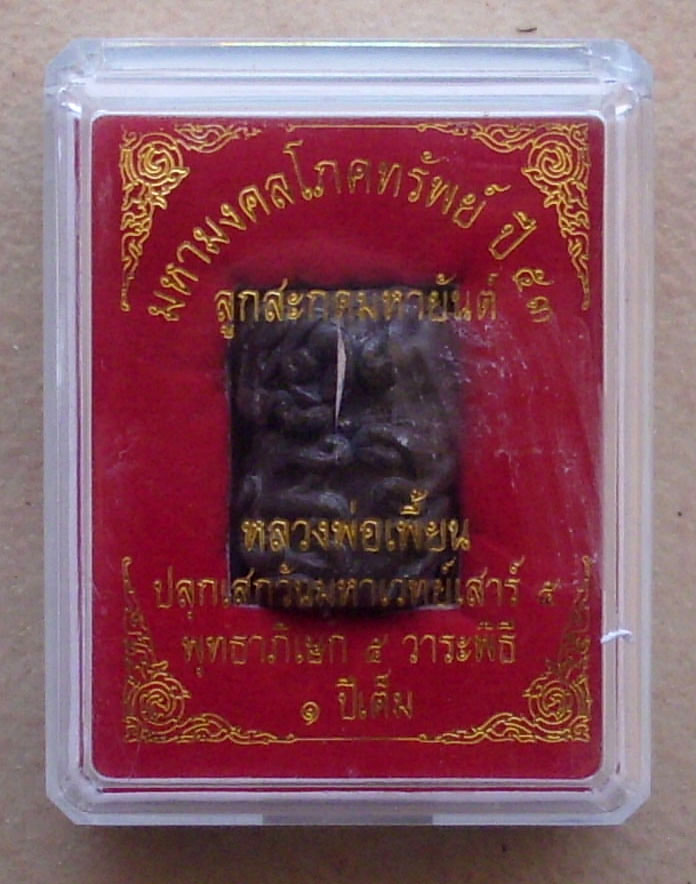 มหามงคลโภคทรัพย์ ปี ๕๓
ลูกสะกดมหายันต์
หลวงพ่อเพี้ยน
ปลุกเสกวันมหาเวทย์เสาร์ ๕
พุทธาภิเษก ๕ วาระพิธี
๑ ปีเต็ม